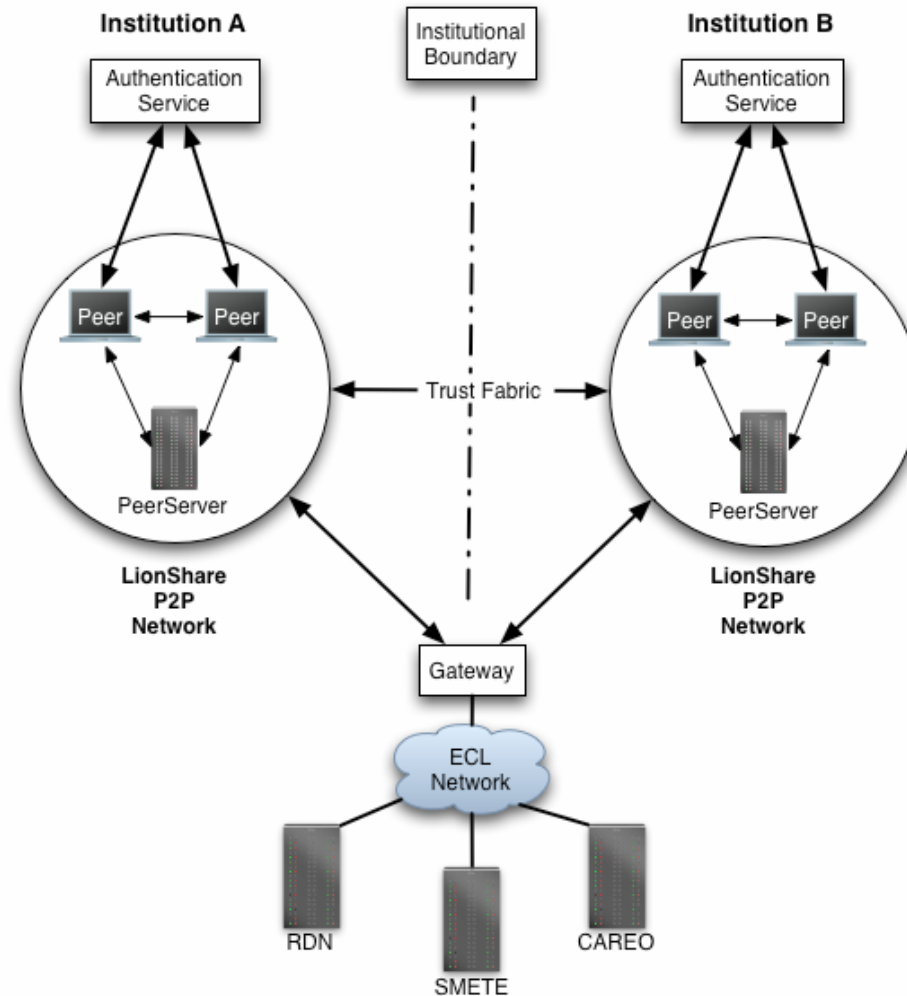 Institution A
Institutional
Boundary
Institution B
Authentication
Service
Authentication
Service
Peer
Peer
Peer
Peer
Trust Fabric
PeerServer
PeerServer
LionShare
P2P
Network
LionShare
P2P
Network
Gateway
ECL
Network
RDN
SMETE
CAREO